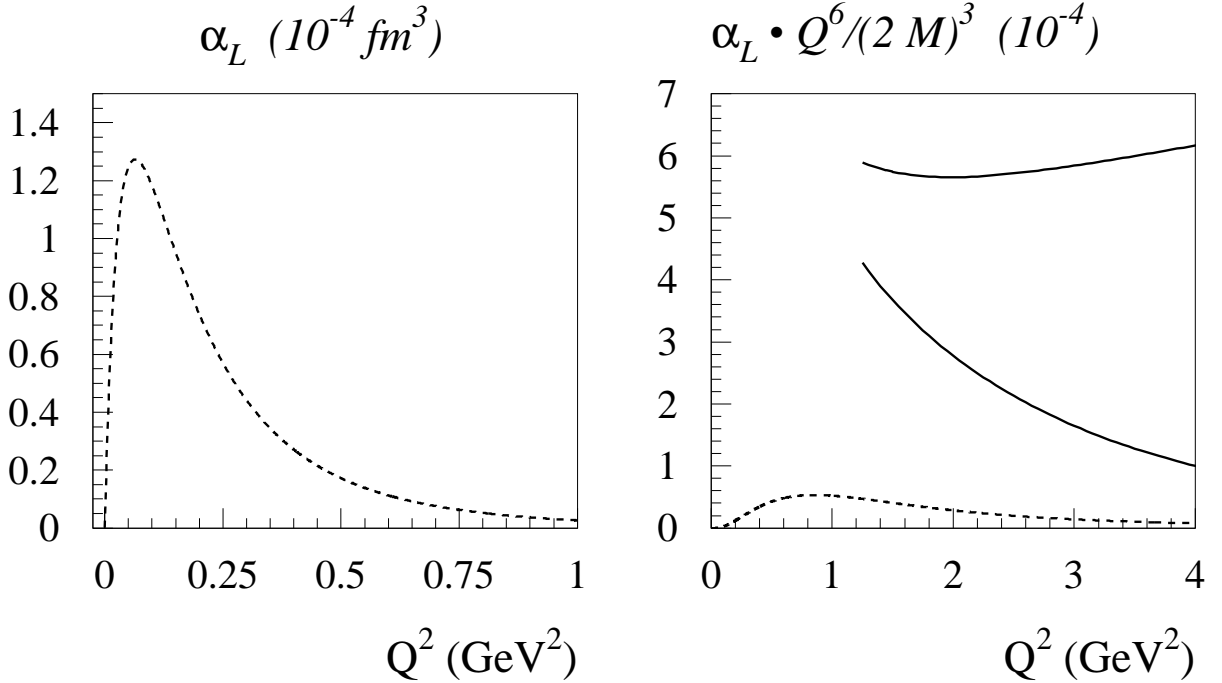 α_L (10^-4 fm^3)
1.4
1.2
1
0.8
0.6
0.4
0.2
0
0 0.25 0.5 0.75 1
Q^2 (GeV^2)
α_L • Q^6/(2 M)^3 (10^-4)
7
6
5
4
3
2
1
0
0 1 2 3 4
Q^2 (GeV^2)